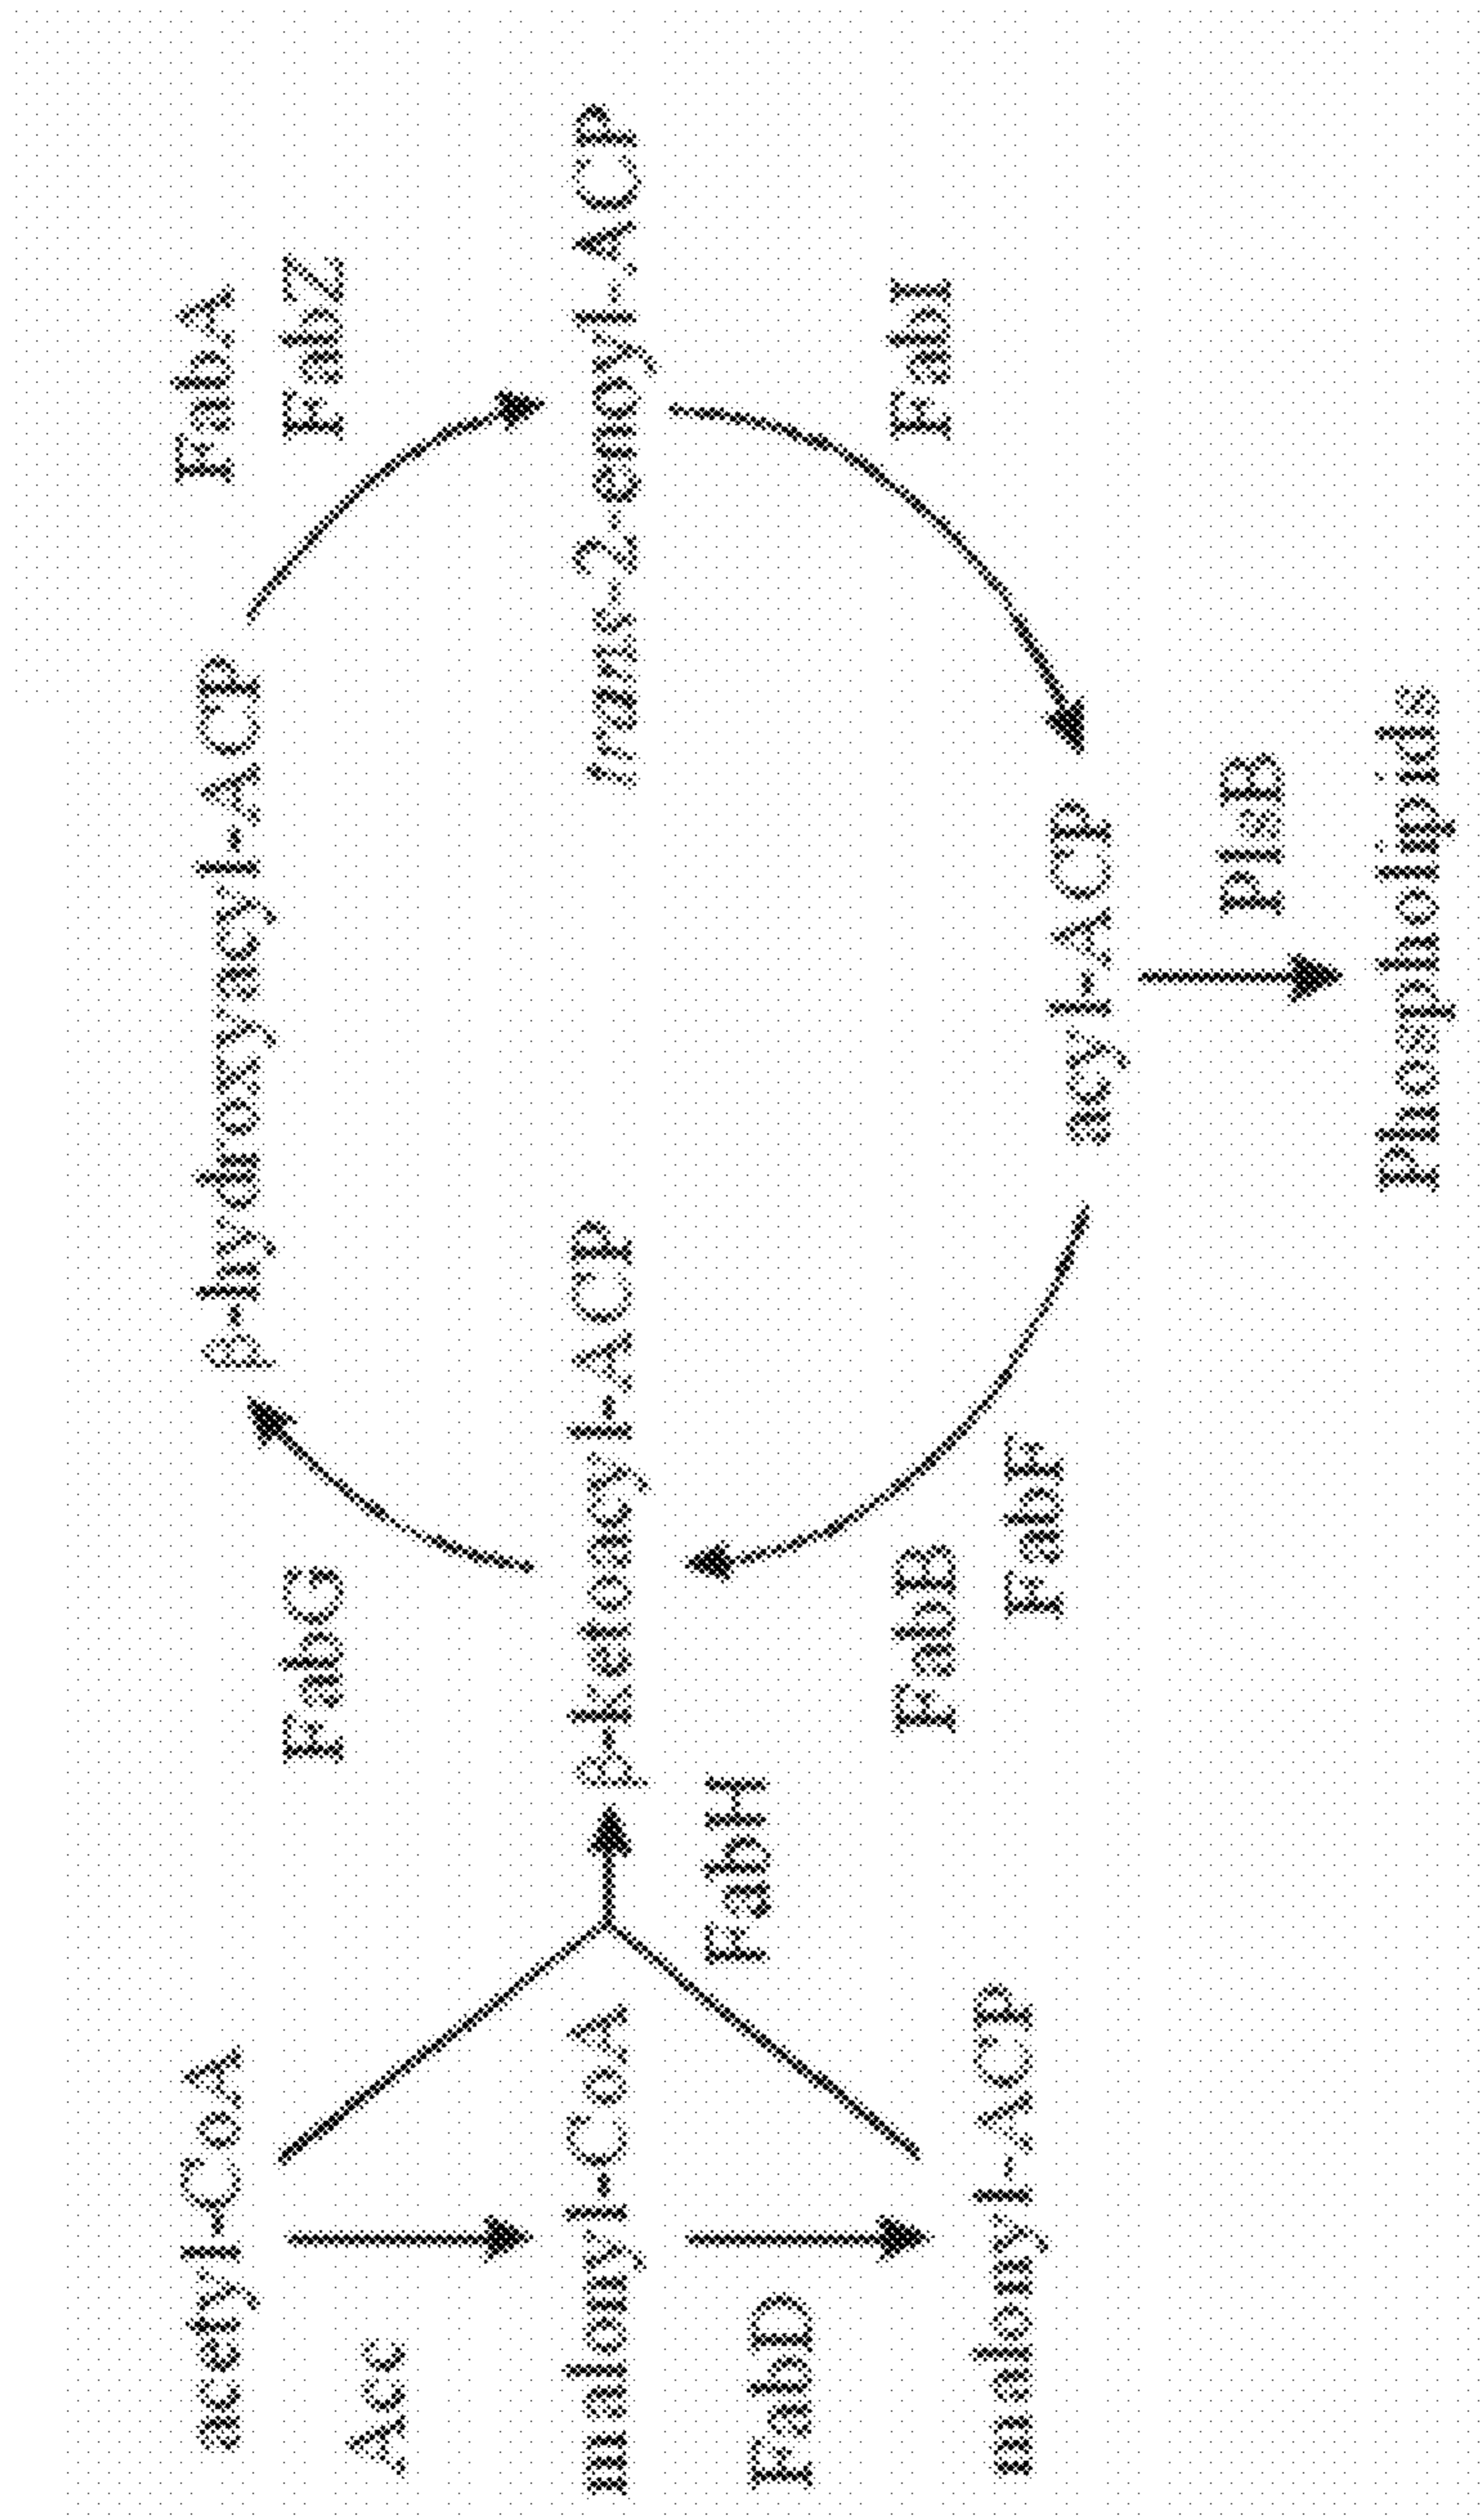 acetyl-CoA
Acc
malonyl-CoA
FabD
malonyl-ACP
FabH
β-ketoacyl-ACP
FabG
β-hydroxyacyl-ACP
FabA
FabZ
trans-2-enoyl-ACP
FabI
acyl-ACP
FabB
FabF
PlsB
Phospholipids